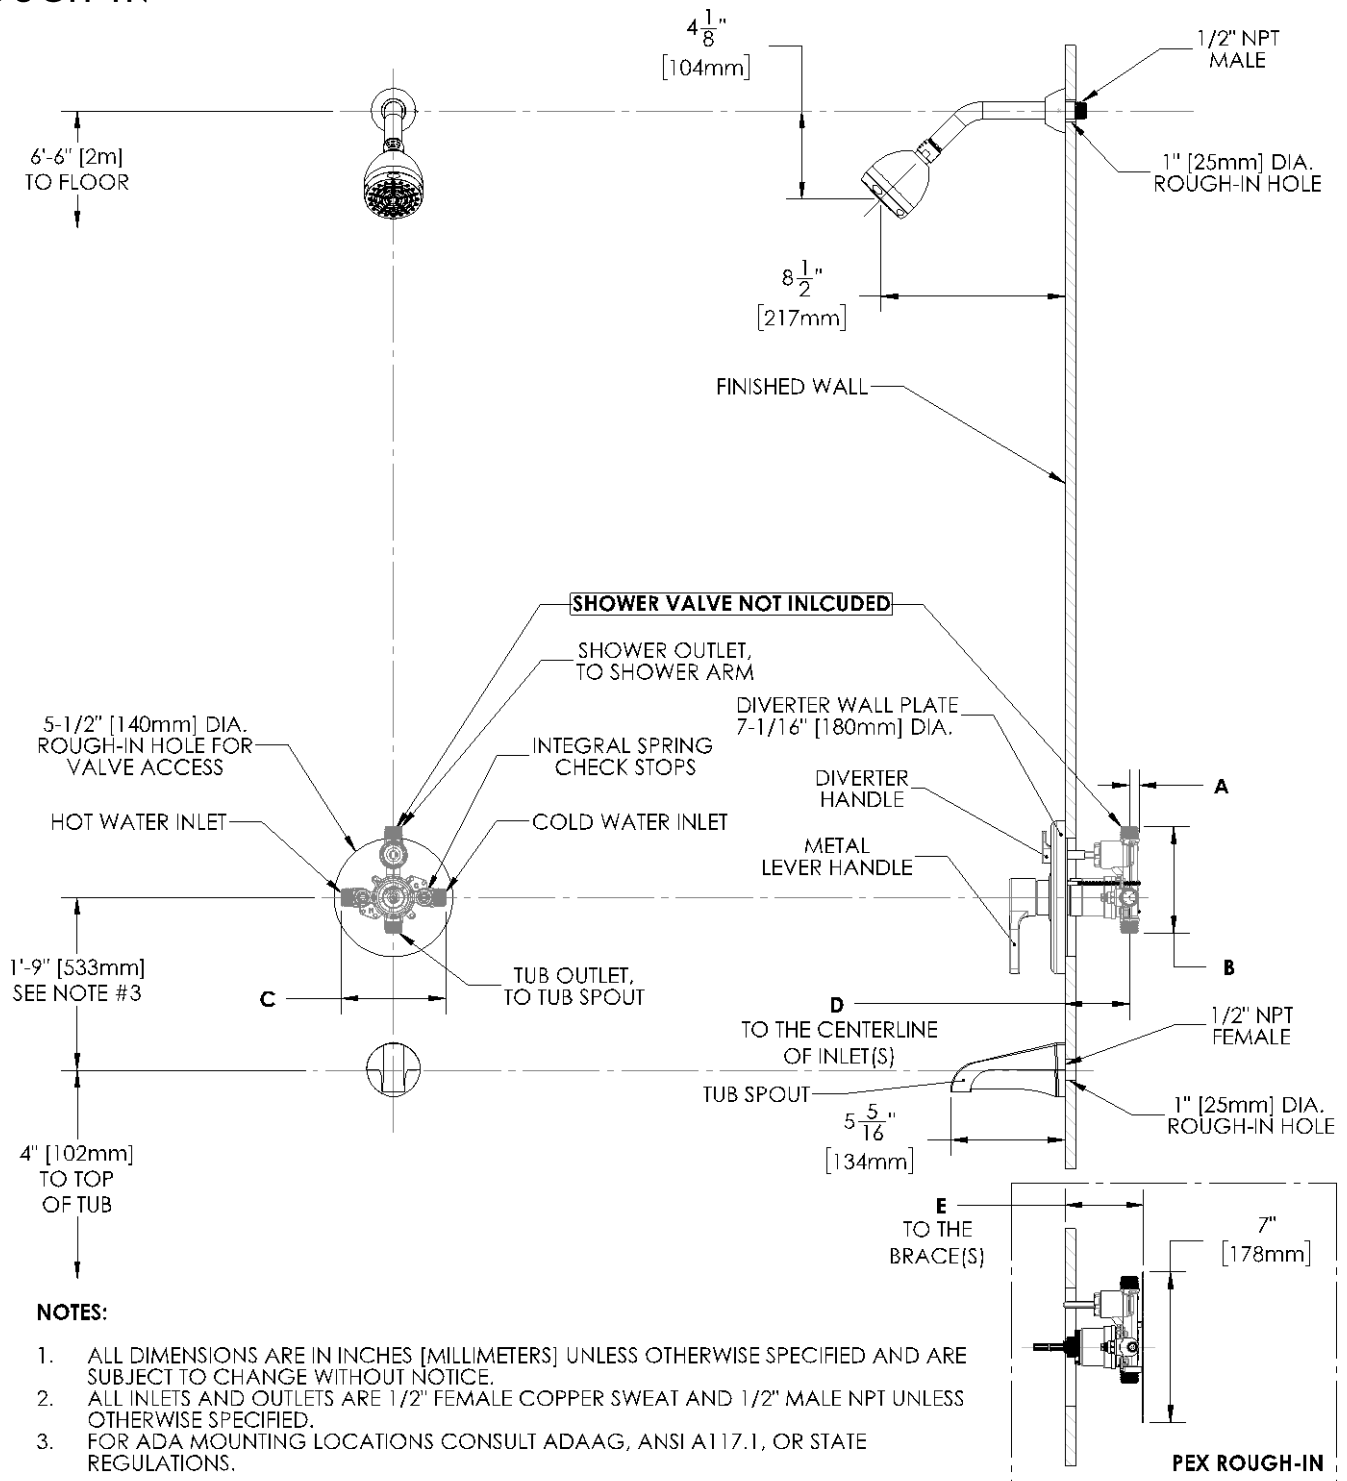 4 1/8"
[104mm]
1/2" NPT
MALE
6'-6" [2m]
TO FLOOR
1" [25mm] DIA.
ROUGH-IN HOLE
8 1/2"
[217mm]
FINISHED WALL
SHOWER VALVE NOT INLCUDED
SHOWER OUTLET,
TO SHOWER ARM
5-1/2" [140mm] DIA.
ROUGH-IN HOLE FOR
VALVE ACCESS
DIVERTER WALL PLATE
7-1/16" [180mm] DIA.
INTEGRAL SPRING
CHECK STOPS
DIVERTER
HANDLE
A
HOT WATER INLET
COLD WATER INLET
METAL
LEVER HANDLE
1'-9" [533mm]
SEE NOTE #3
C
TUB OUTLET,
TO TUB SPOUT
B
D
TO THE CENTERLINE
OF INLET(S)
1/2" NPT
FEMALE
TUB SPOUT
1" [25mm] DIA.
ROUGH-IN HOLE
5 5/16"
[134mm]
4" [102mm]
TO TOP
OF TUB
E
TO THE
BRACE(S)
7"
[178mm]
PEX ROUGH-IN
NOTES:
1. ALL DIMENSIONS ARE IN INCHES [MILLIMETERS] UNLESS OTHERWISE SPECIFIED AND ARE
SUBJECT TO CHANGE WITHOUT NOTICE.
2. ALL INLETS AND OUTLETS ARE 1/2" FEMALE COPPER SWEAT AND 1/2" MALE NPT UNLESS
OTHERWISE SPECIFIED.
3. FOR ADA MOUNTING LOCATIONS CONSULT ADAAG, ANSI A117.1, OR STATE
REGULATIONS.